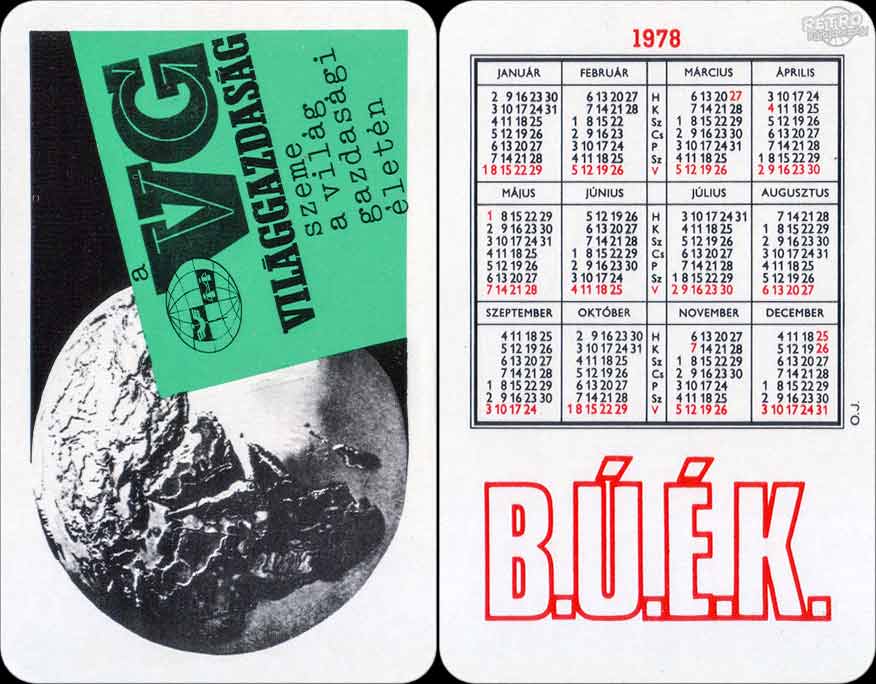 a VG
VILÁGGAZDASÁG
szeme
a világ
gazdasági
életén
VG
RETRO
1978
JANUÁR FEBRUÁR MÁRCIUS ÁPRILIS
2 9 16 23 30 6 13 20 27 H 6 13 20 27 3 10 17 24
3 10 17 24 31 7 14 21 28 K 7 14 21 28 4 11 18 25
4 11 18 25 1 8 15 22 Sz 1 8 15 22 29 5 12 19 26
5 12 19 26 2 9 16 23 Cs 2 9 16 23 30 6 13 20 27
6 13 20 27 3 10 17 24 P 3 10 17 24 31 7 14 21 28
7 14 21 28 4 11 18 25 Sz 4 11 18 25 1 8 15 22 29
1 8 15 22 29 5 12 19 26 V 5 12 19 26 2 9 16 23 30
MÁJUS JÚNIUS JÚLIUS AUGUSZTUS
1 8 15 22 29 5 12 19 26 H 3 10 17 24 31 7 14 21 28
2 9 16 23 30 6 13 20 27 K 4 11 18 25 1 8 15 22 29
3 10 17 24 31 7 14 21 28 Sz 5 12 19 26 2 9 16 23 30
4 11 18 25 1 8 15 22 29 Cs 6 13 20 27 3 10 17 24 31
5 12 19 26 2 9 16 23 30 P 7 14 21 28 4 11 18 25
6 13 20 27 3 10 17 24 Sz 1 8 15 22 29 5 12 19 26
7 14 21 28 4 11 18 25 V 2 9 16 23 30 6 13 20 27
SZEPTEMBER OKTÓBER NOVEMBER DECEMBER
4 11 18 25 2 9 16 23 30 H 6 13 20 27 4 11 18 25
5 12 19 26 3 10 17 24 31 K 7 14 21 28 5 12 19 26
6 13 20 27 4 11 18 25 Sz 1 8 15 22 29 6 13 20 27
7 14 21 28 5 12 19 26 Cs 2 9 16 23 30 7 14 21 28
1 8 15 22 29 6 13 20 27 P 3 10 17 24 1 8 15 22 29
2 9 16 23 30 7 14 21 28 Sz 4 11 18 25 2 9 16 23 30
3 10 17 24 1 8 15 22 29 V 5 12 19 26 3 10 17 24 31
O.J.
B.Ú.É.K.